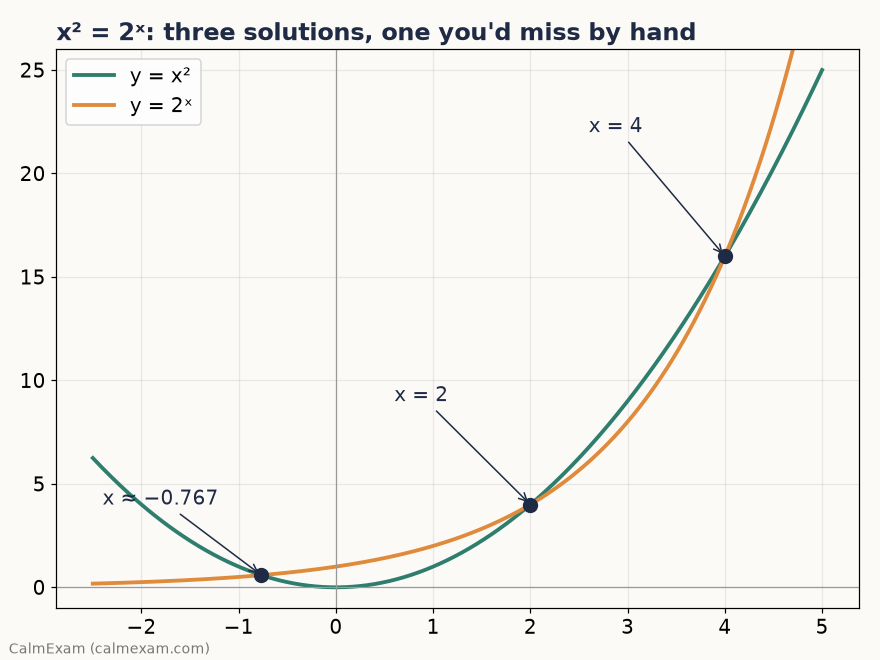 x² = 2ˣ: three solutions, one you'd miss by hand
y = x²
y = 2ˣ
25
20
15
10
5
0
x = 4
x = 2
x ≈ −0.767
−2
−1
0
1
2
3
4
5
CalmExam (calmexam.com)